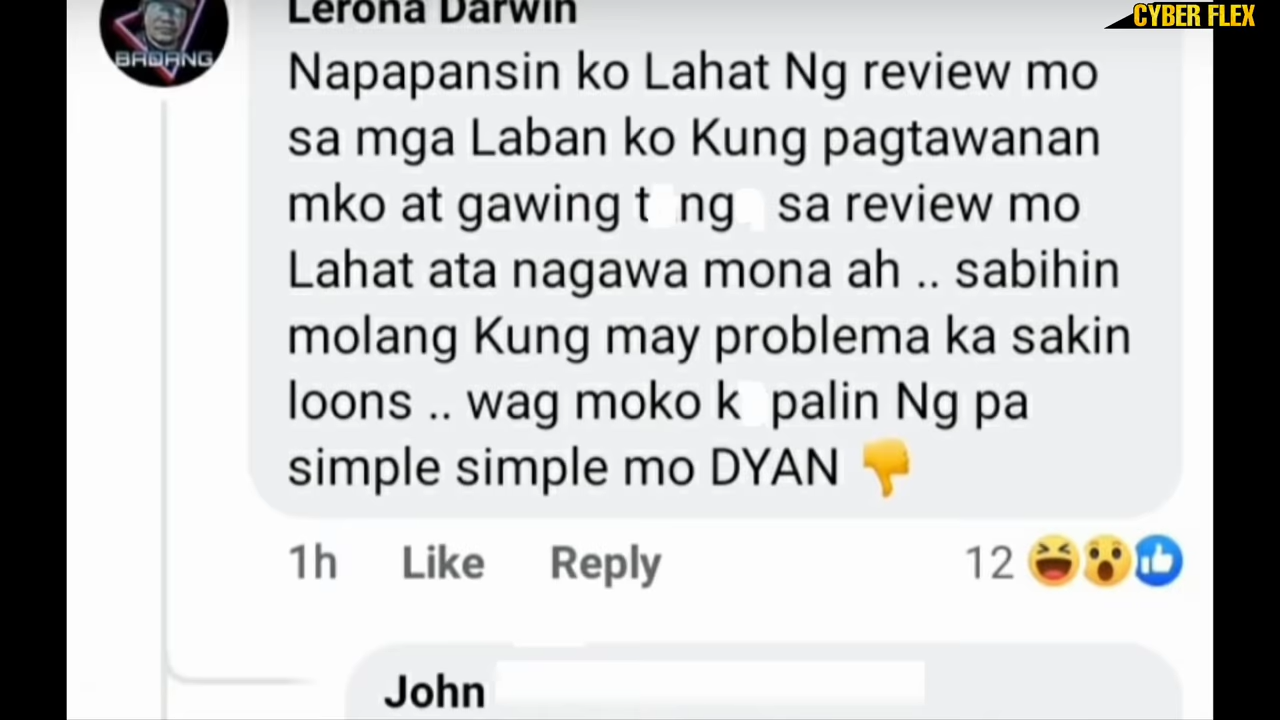 CYBER FLEX
Lerona Darwin
BADANG
Napapansin ko Lahat Ng review mo
sa mga Laban ko Kung pagtawanan
mko at gawing t ng sa review mo
Lahat ata nagawa mona ah .. sabihin
molang Kung may problema ka sakin
loons .. wag moko k palin Ng pa
simple simple mo DYAN 👎
1h Like Reply 12
John